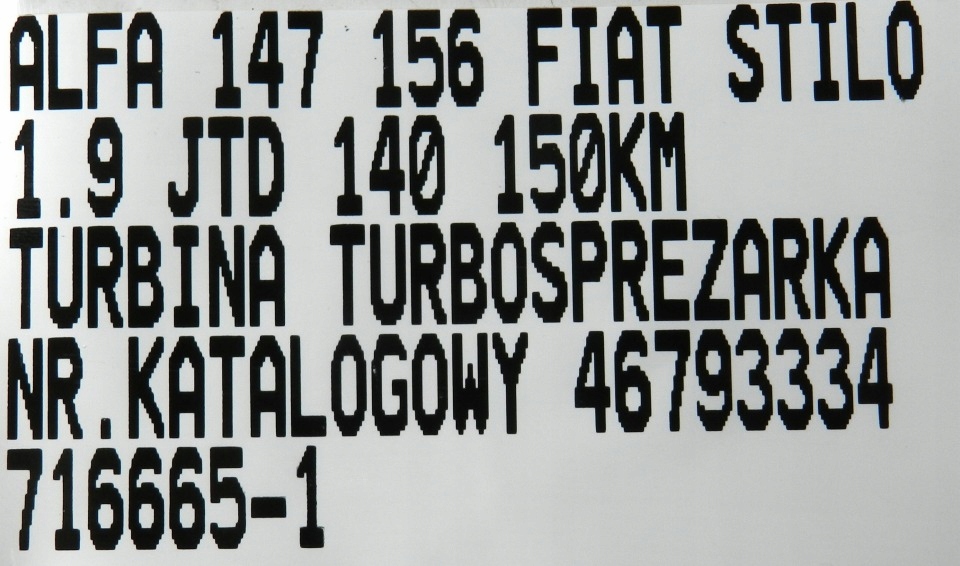 ALFA 147 156 FIAT STILO
1.9 JTD 140 150KM
TURBINA TURBOSPREZARKA
NR.KATALOGOWY 46793334
716665-1